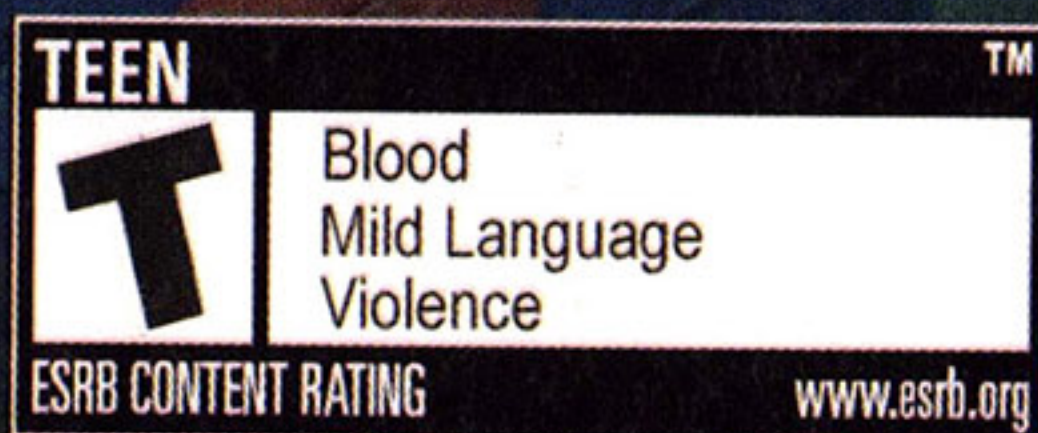 TEEN TM
T
Blood
Mild Language
Violence
ESRB CONTENT RATING www.esrb.org